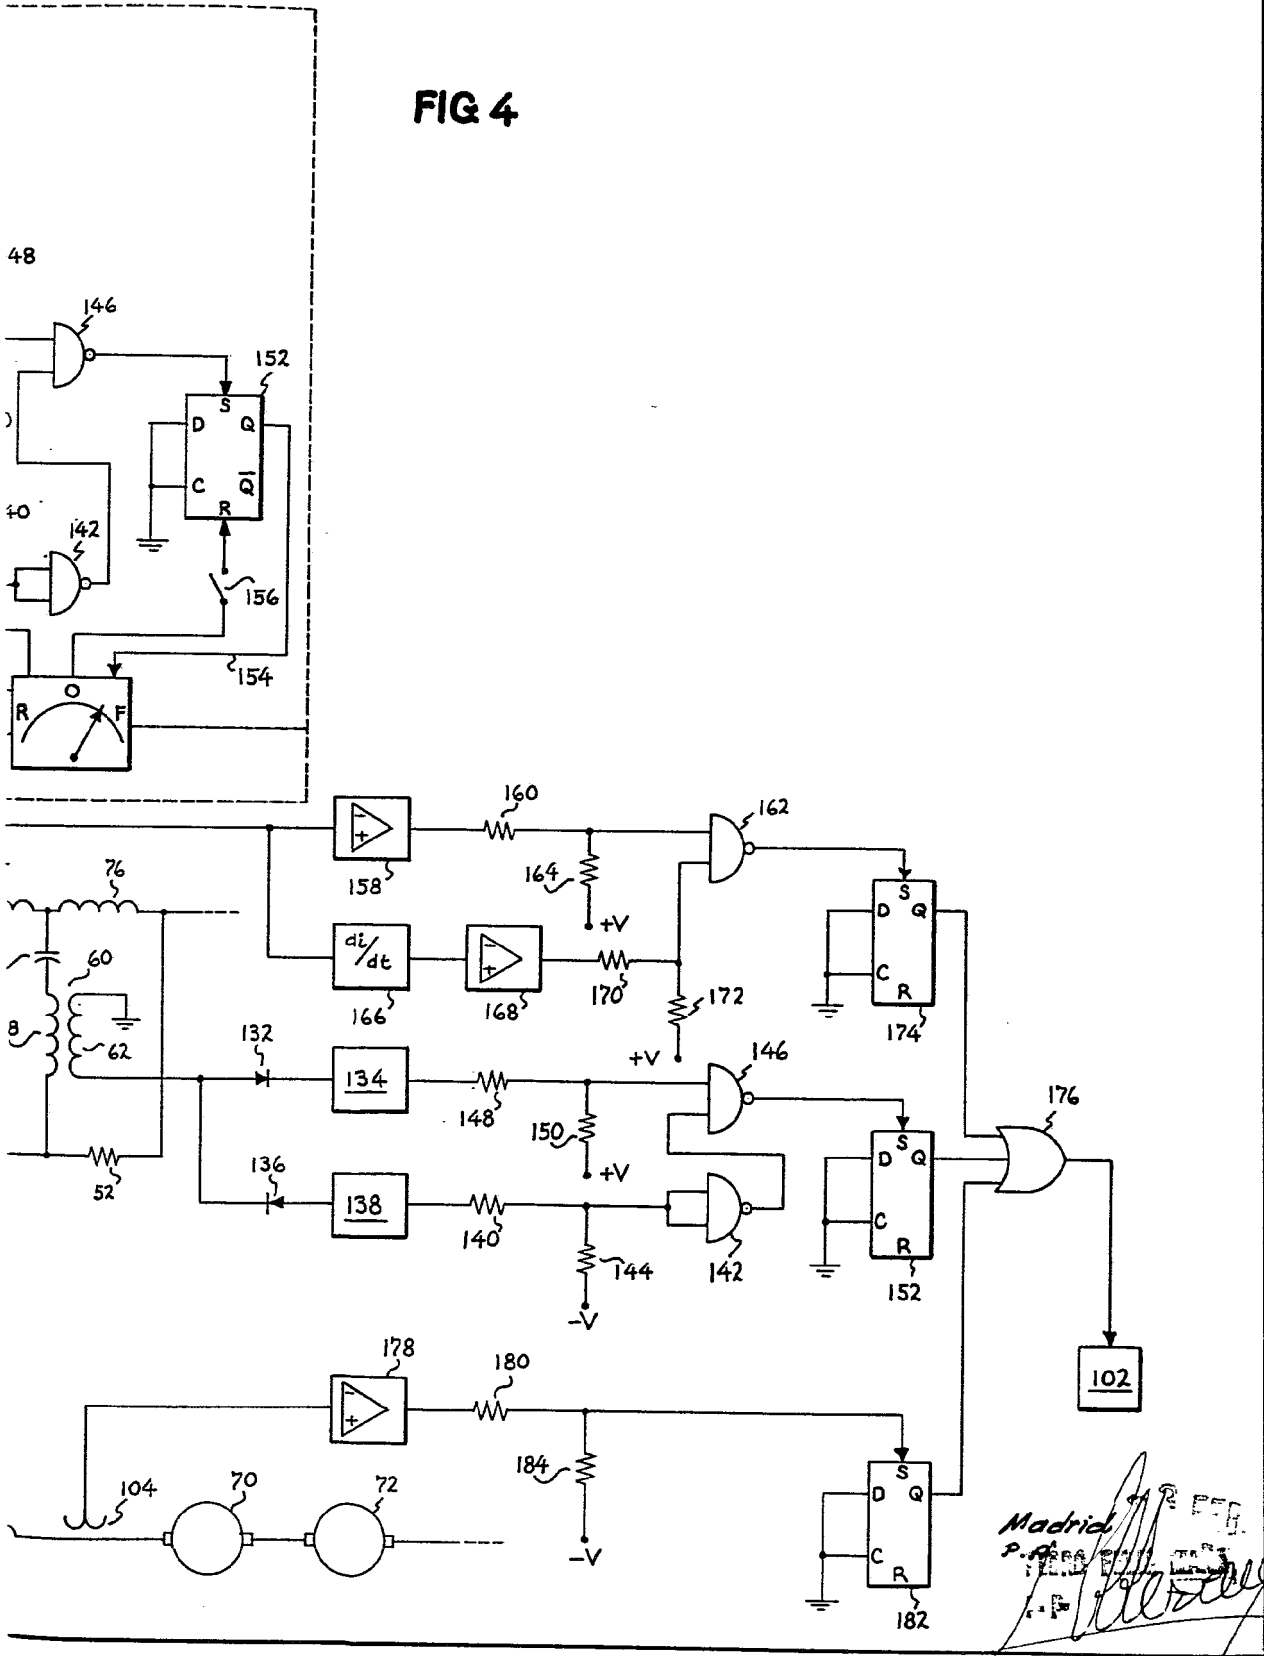 FIG 4
48
146
152
S
D Q
C Q̅
R
40
142
156
154
O
R F
160
162
− +
158
164
+V
76
S
D Q
C
R
174
di/dt
166
− +
168
170
172
+V
60
8
62
132
134
148
150
+V
146
176
S
D Q
C
R
152
52
136
138
140
144
−V
142
178
− +
180
184
−V
102
104
70
72
S
D Q
C
R
182
Madrid
P.A.